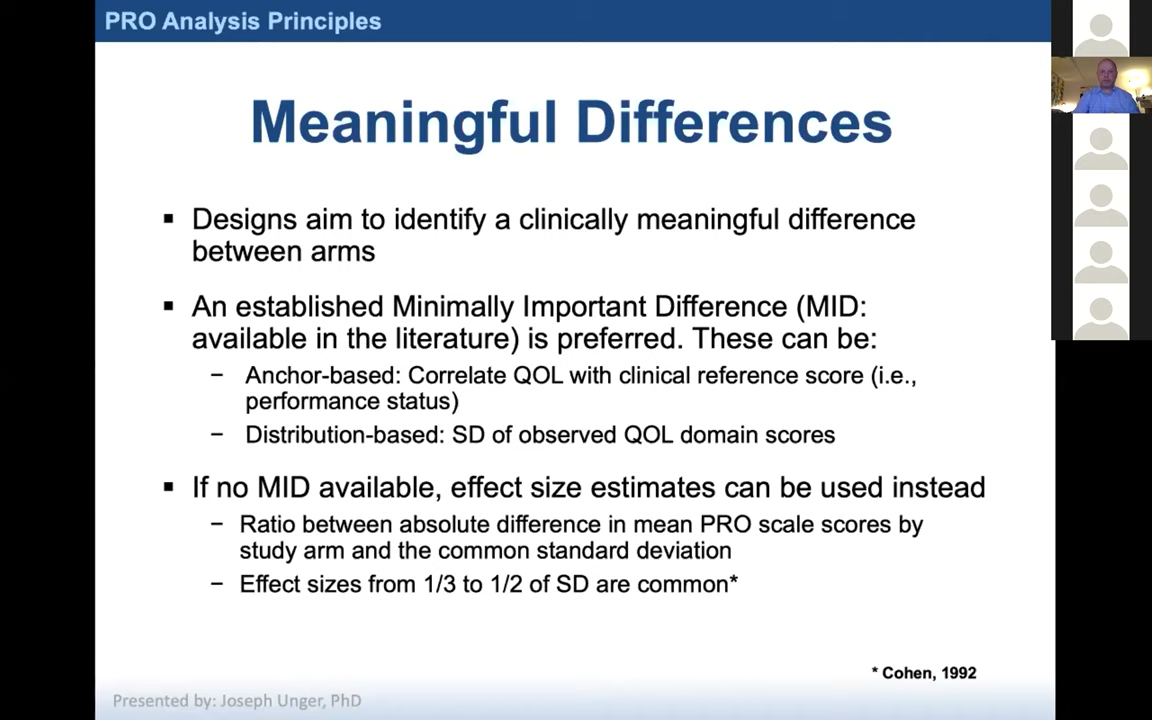 PRO Analysis Principles
Meaningful Differences
▪ Designs aim to identify a clinically meaningful difference
between arms
▪ An established Minimally Important Difference (MID:
available in the literature) is preferred. These can be:
− Anchor-based: Correlate QOL with clinical reference score (i.e.,
performance status)
− Distribution-based: SD of observed QOL domain scores
▪ If no MID available, effect size estimates can be used instead
− Ratio between absolute difference in mean PRO scale scores by
study arm and the common standard deviation
− Effect sizes from 1/3 to 1/2 of SD are common*
* Cohen, 1992
Presented by: Joseph Unger, PhD